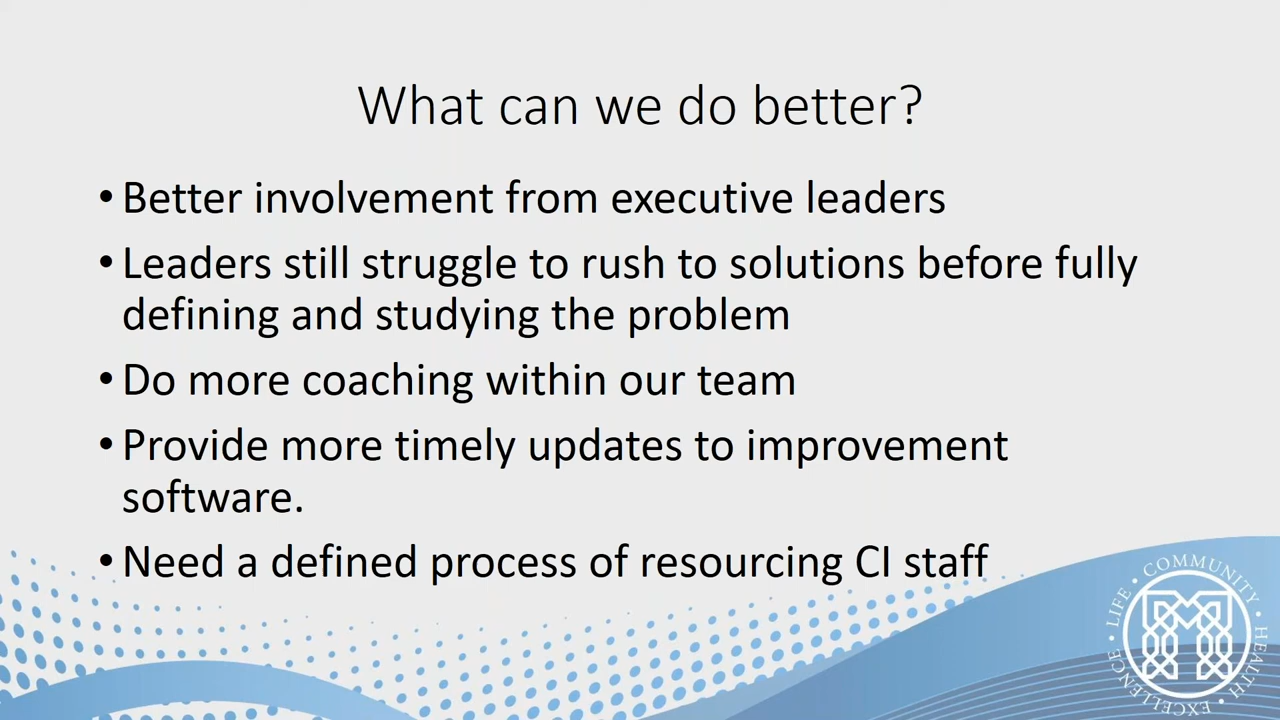 What can we do better?
• Better involvement from executive leaders
• Leaders still struggle to rush to solutions before fully
defining and studying the problem
• Do more coaching within our team
• Provide more timely updates to improvement
software.
• Need a defined process of resourcing CI staff
LIFE • COMMUNITY • HEALTH • EXCELLENCE •